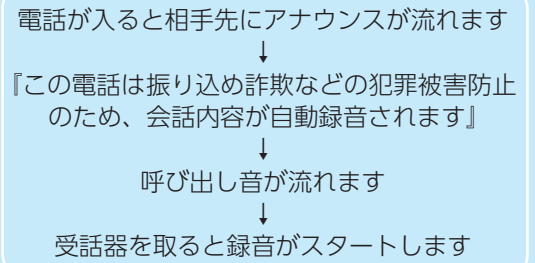 電話が入ると相手先にアナウンスが流れます
↓
『この電話は振り込め詐欺などの犯罪被害防止
のため、会話内容が自動録音されます』
↓
呼び出し音が流れます
↓
受話器を取ると録音がスタートします